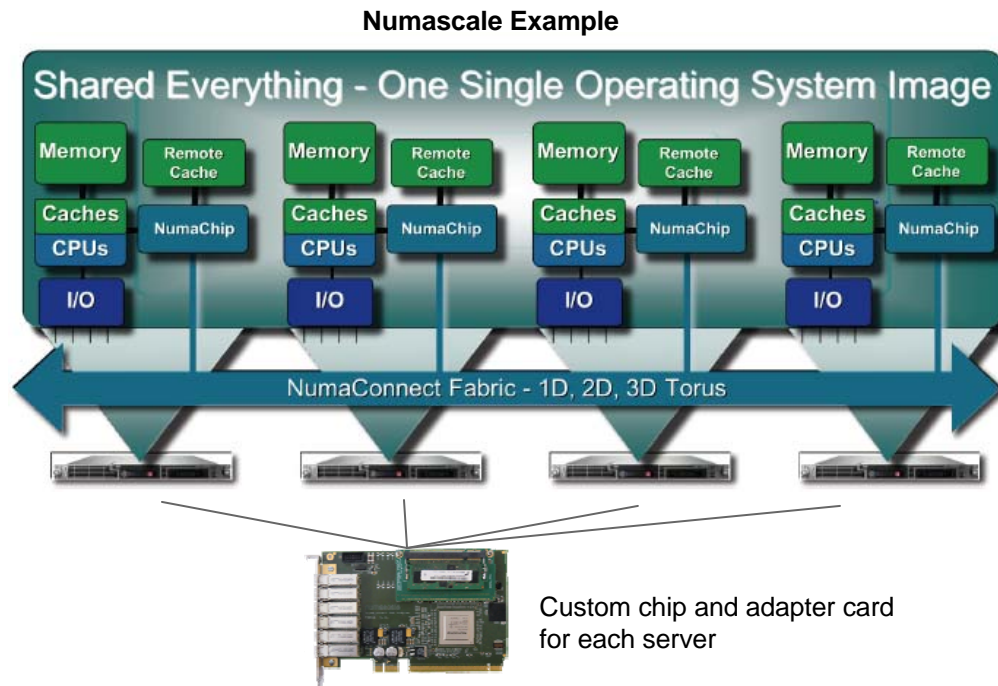 Numascale Example
Shared Everything - One Single Operating System Image
Memory
Remote
Cache
Caches
NumaChip
CPUs
I/O
Memory
Remote
Cache
Caches
NumaChip
CPUs
I/O
Memory
Remote
Cache
Caches
NumaChip
CPUs
I/O
Memory
Remote
Cache
Caches
NumaChip
CPUs
I/O
NumaConnect Fabric - 1D, 2D, 3D Torus
Custom chip and adapter card
for each server